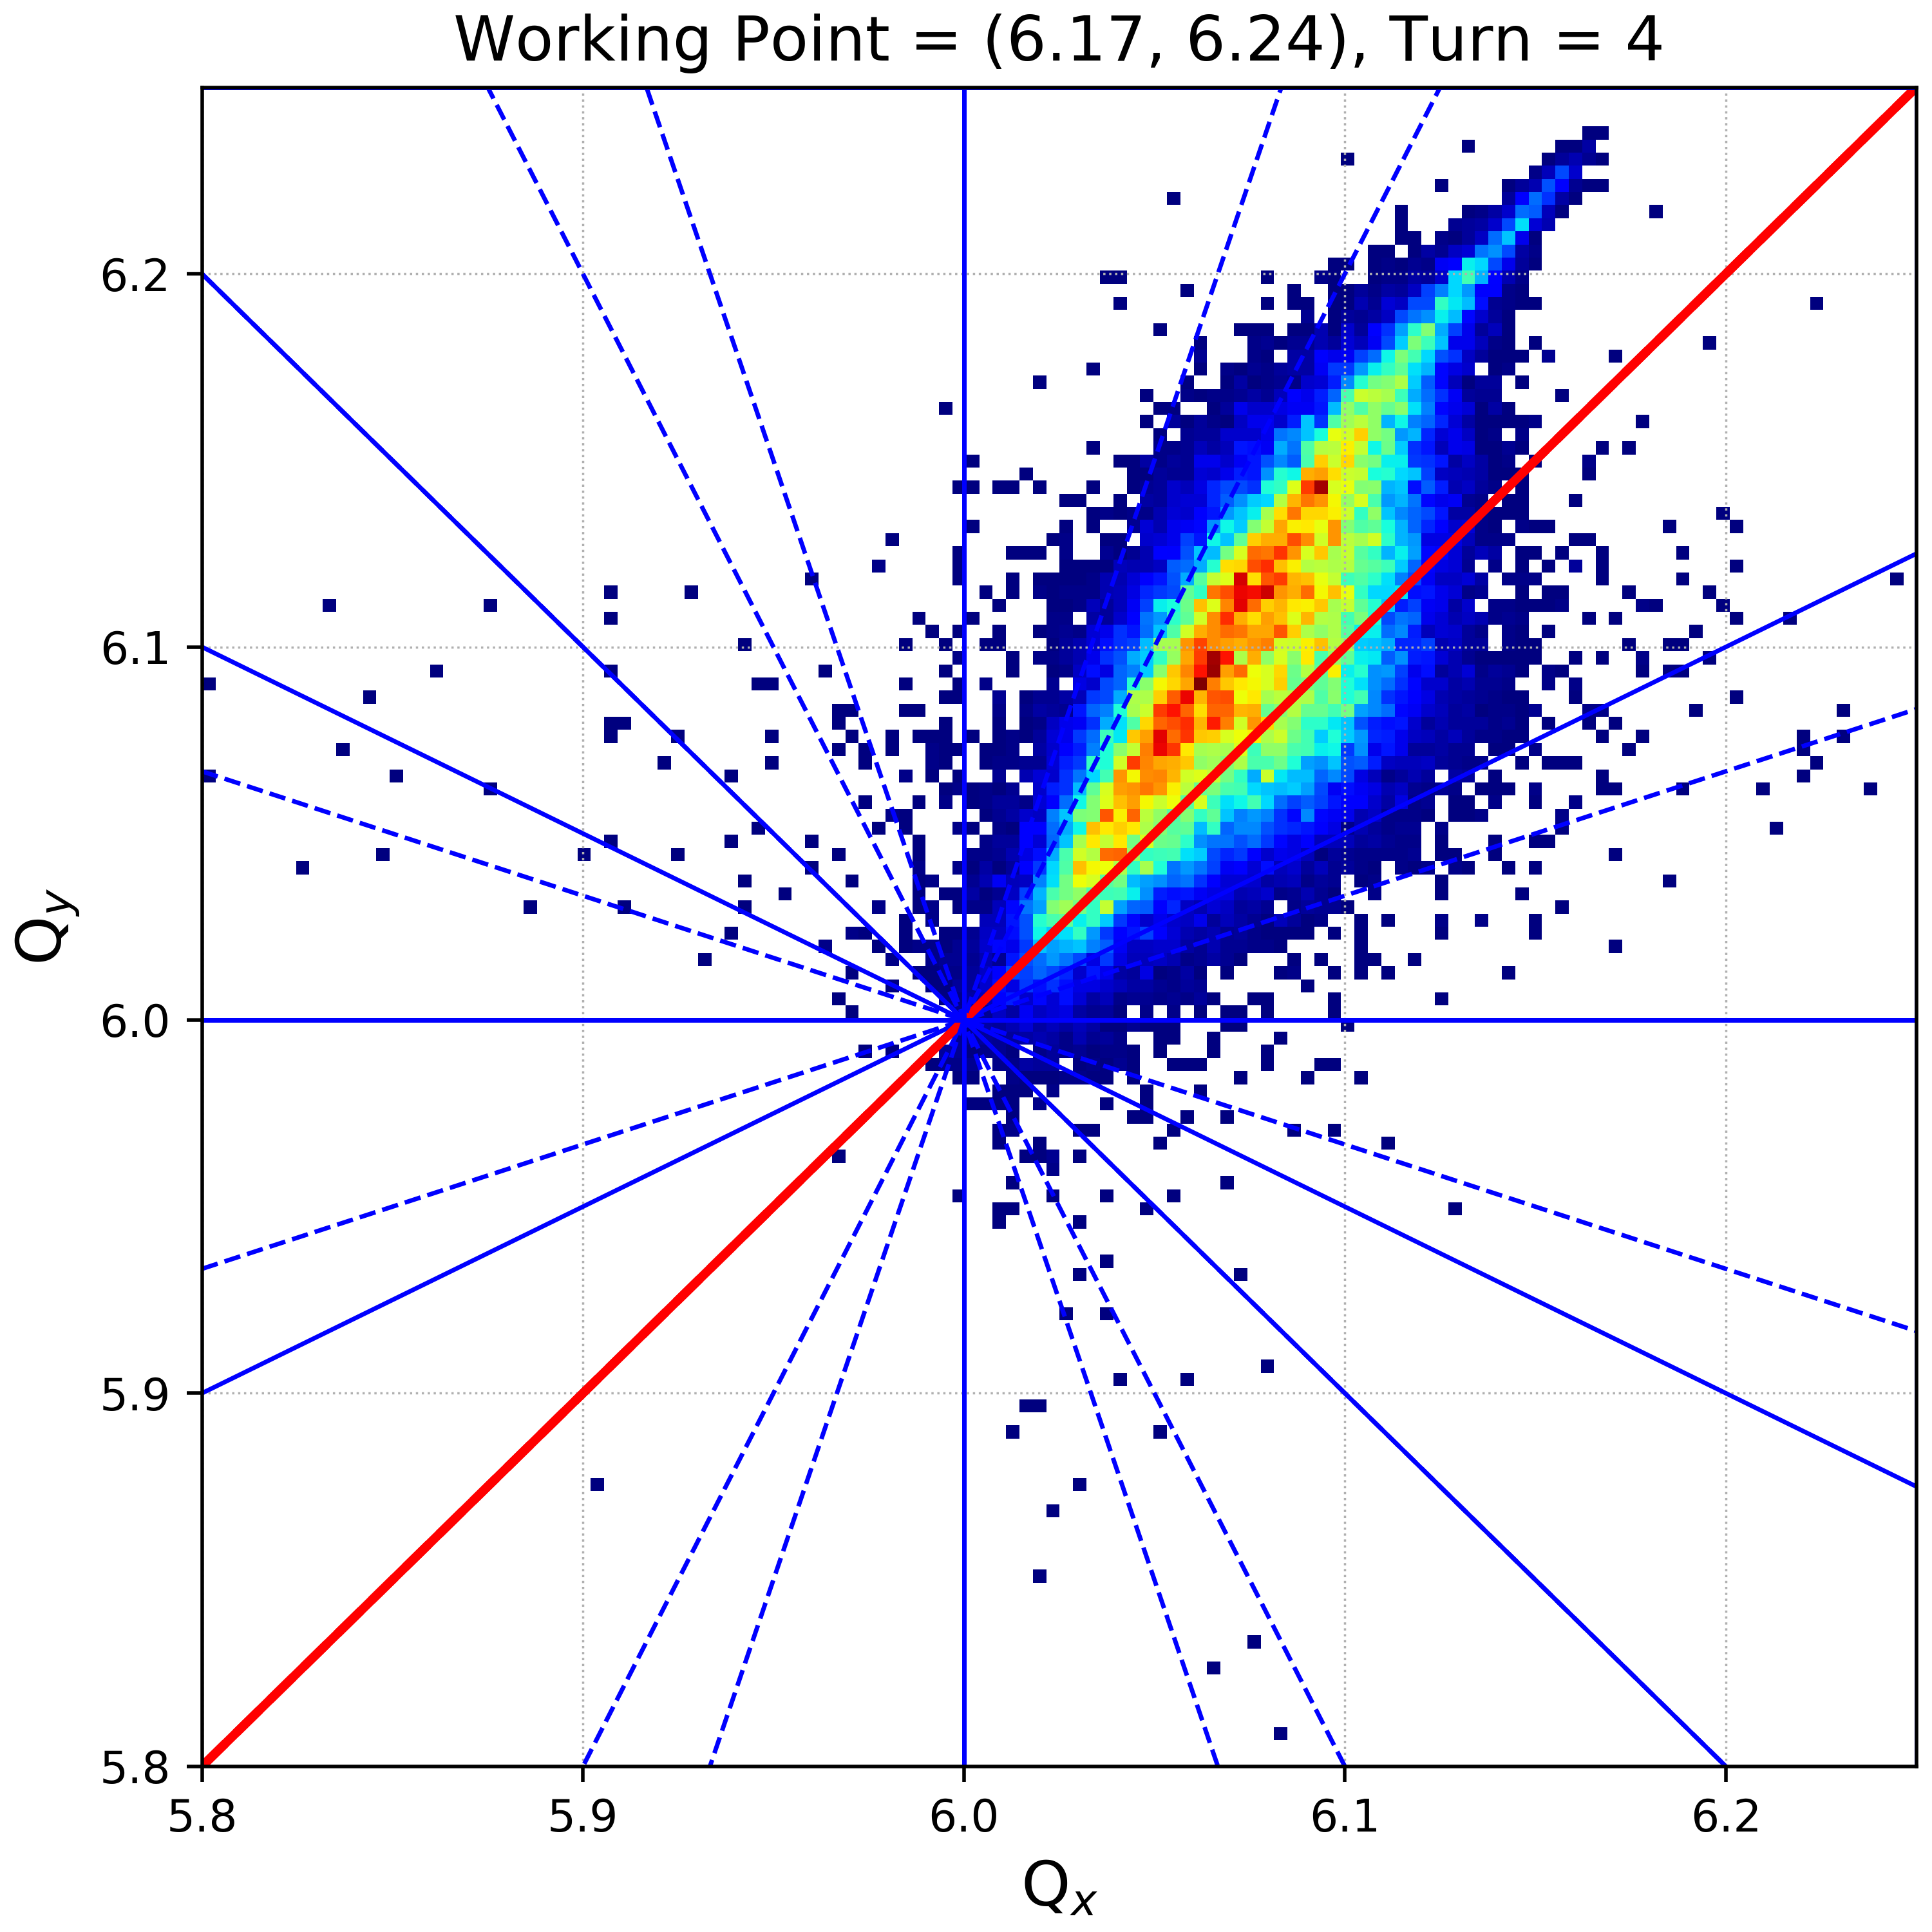 Working Point = (6.17, 6.24), Turn = 4
6.2
6.1
6.0
5.9
5.8
Qy
5.8 5.9 6.0 6.1 6.2
Qx